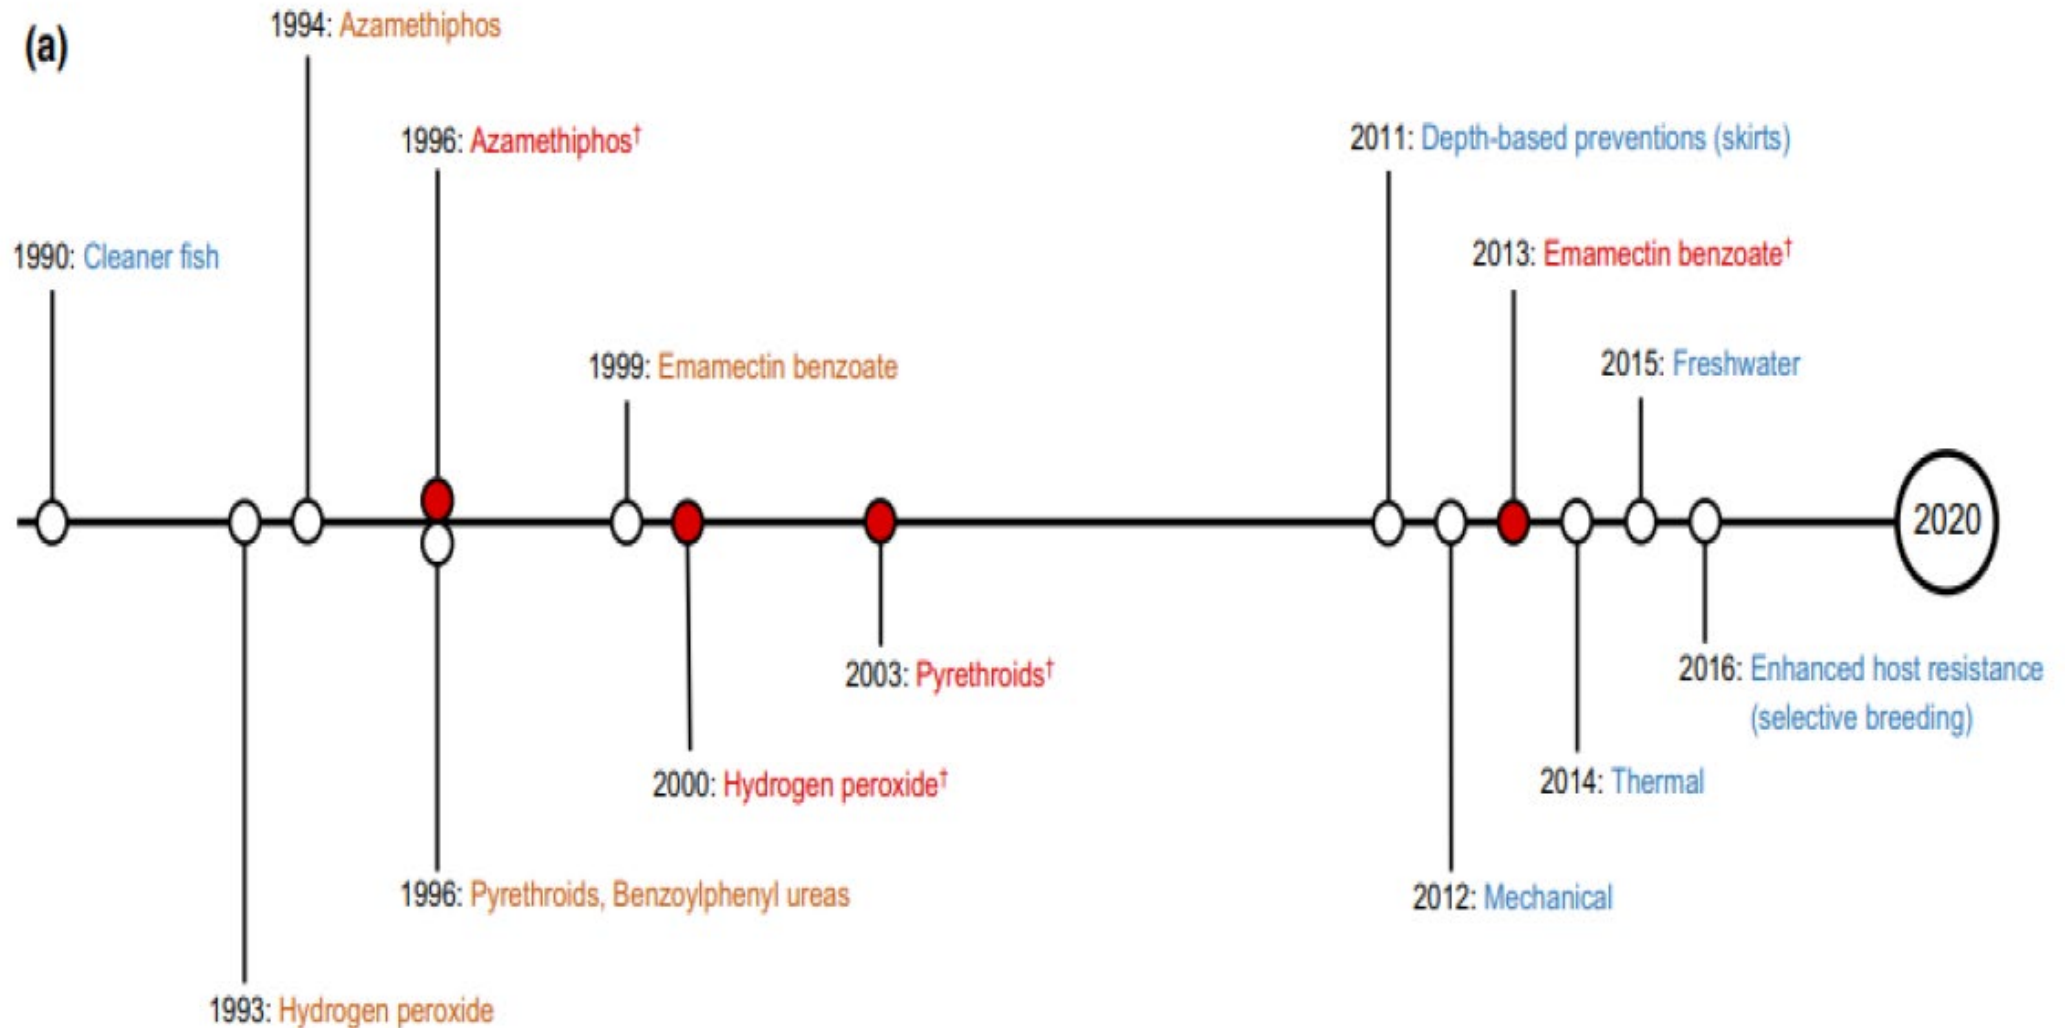 (a)
1994: Azamethiphos
1996: Azamethiphos†
2011: Depth-based preventions (skirts)
1990: Cleaner fish
2013: Emamectin benzoate†
1999: Emamectin benzoate
2015: Freshwater
2020
2003: Pyrethroids†
2016: Enhanced host resistance
(selective breeding)
2000: Hydrogen peroxide†
2014: Thermal
1996: Pyrethroids, Benzoylphenyl ureas
2012: Mechanical
1993: Hydrogen peroxide